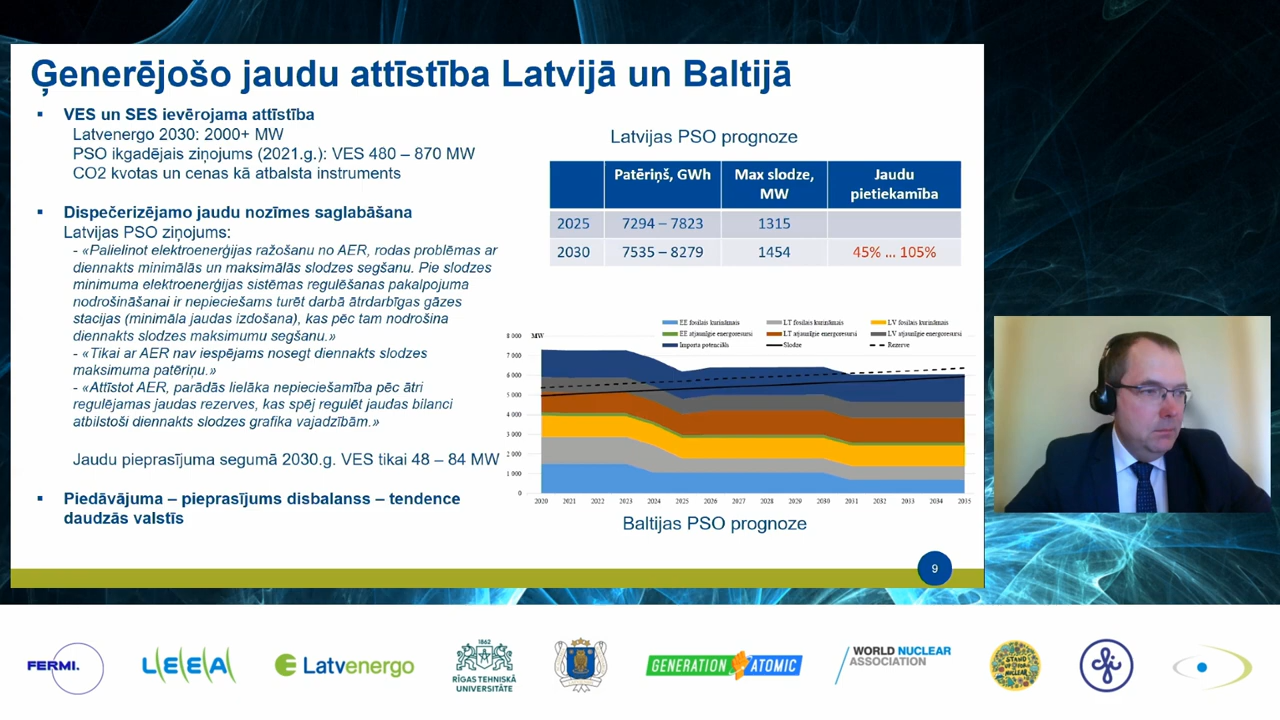 Ģenerējošo jaudu attīstība Latvijā un Baltijā
▪ VES un SES ievērojama attīstība
Latvenergo 2030: 2000+ MW
PSO ikgadējais ziņojums (2021.g.): VES 480 – 870 MW
CO2 kvotas un cenas kā atbalsta instruments
▪ Dispečerizējamo jaudu nozīmes saglabāšana
Latvijas PSO ziņojums:
- «Palielinot elektroenerģijas ražošanu no AER, rodas problēmas ar
diennakts minimālās un maksimālās slodzes segšanu. Pie slodzes
minimuma elektroenerģijas sistēmas regulēšanas pakalpojuma
nodrošināšanai ir nepieciešams turēt darbā ātrdarbīgas gāzes
stacijas (minimāla jaudas izdošana), kas pēc tam nodrošina
diennakts slodzes maksimumu segšanu.»
- «Tikai ar AER nav iespējams nosegt diennakts slodzes
maksimuma patēriņu.»
- «Attīstot AER, parādās lielāka nepieciešamība pēc ātri
regulējamas jaudas rezerves, kas spēj regulēt jaudas bilanci
atbilstoši diennakts slodzes grafika vajadzībām.»
Jaudu pieprasījuma segumā 2030.g. VES tikai 48 – 84 MW
▪ Piedāvājuma – pieprasījums disbalanss – tendence
daudzās valstīs
Latvijas PSO prognoze
Patēriņš, GWh Max slodze, MW Jaudu pietiekamība
2025 7294 – 7823 1315
2030 7535 – 8279 1454 45% ... 105%
EE fosilais kurināmais LT fosilais kurināmais LV fosilais kurināmais
EE atjaunīgie energoresursi LT atjaunīgie energoresursi LV atjaunīgie energoresursi
Importa potenciāls Slodze Rezerve
MW
8 000
7 000
6 000
5 000
4 000
3 000
2 000
1 000
0
2020 2021 2022 2023 2024 2025 2026 2027 2028 2029 2030 2031 2032 2033 2034 2035
Baltijas PSO prognoze
9
FERMI.
LEEA
Latvenergo
1862
RĪGAS TEHNISKĀ
UNIVERSITĀTE
GENERATION ATOMIC
WORLD NUCLEAR
ASSOCIATION
STAND
UP FOR
NUCLEAR